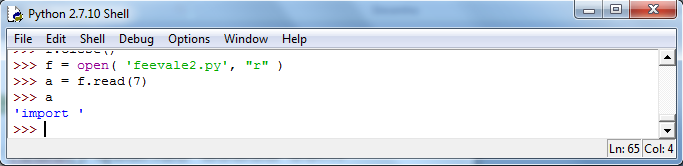 Python 2.7.10 Shell
File Edit Shell Debug Options Window Help
>>> f.close()
>>> f = open( 'feevale2.py', "r" )
>>> a = f.read(7)
>>> a
'import '
>>>
Ln: 65 Col: 4